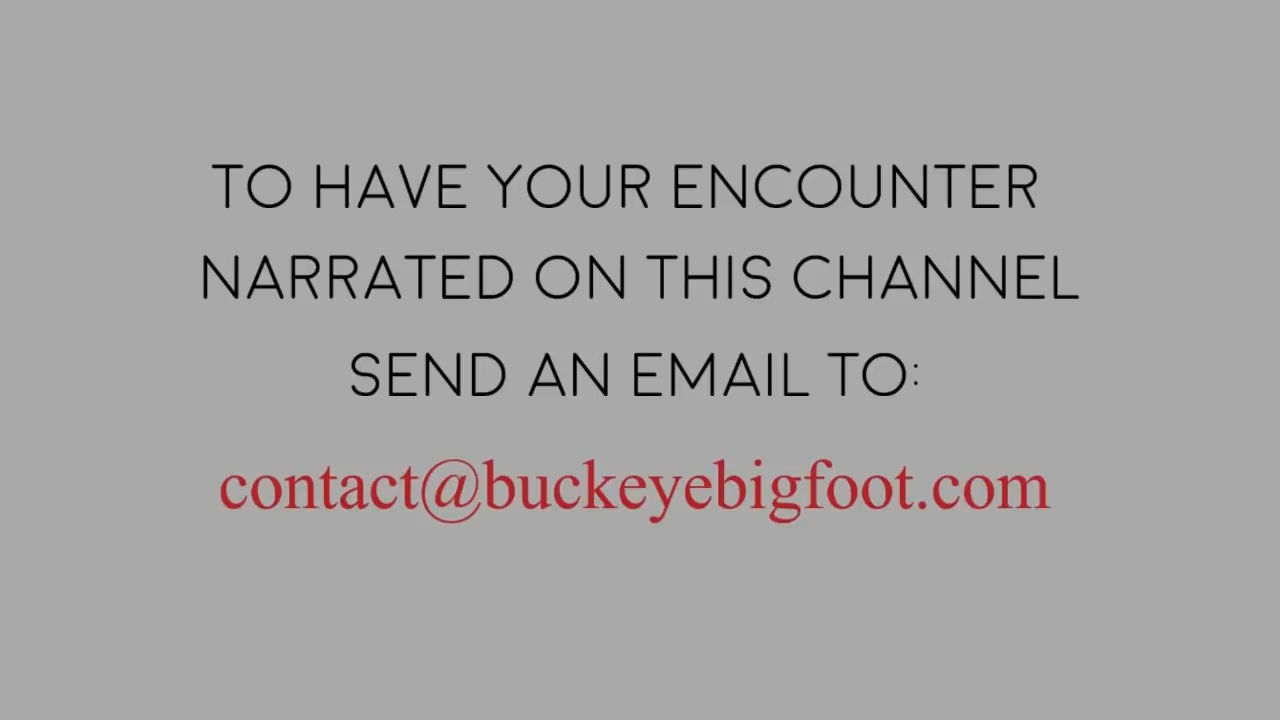 TO HAVE YOUR ENCOUNTER
NARRATED ON THIS CHANNEL
SEND AN EMAIL TO:
contact@buckeyebigfoot.com